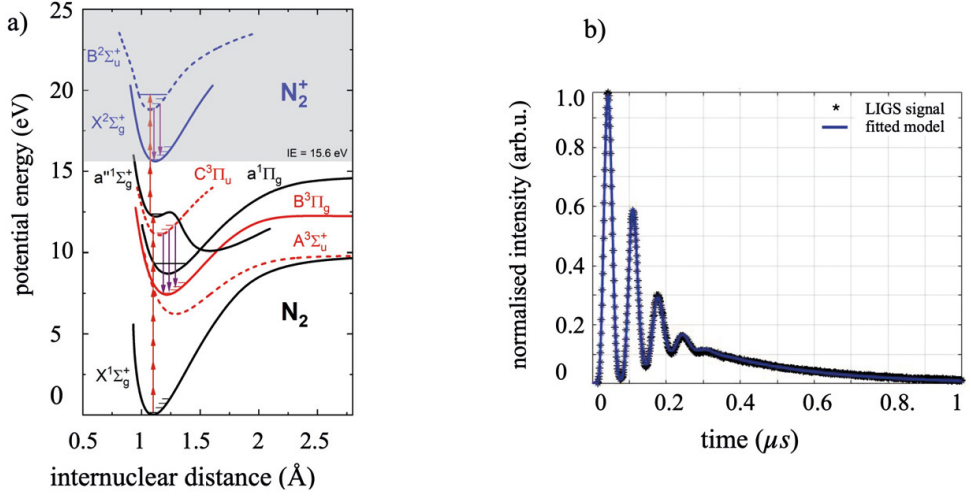 a)
potential energy (eV)
25
20
15
10
5
0
B²Σᵤ⁺
N₂⁺
X²Σg⁺
IE = 15.6 eV
a''¹Σg⁺
C³Πᵤ
a¹Πg
B³Πg
A³Σᵤ⁺
N₂
X¹Σg⁺
0.5
1
1.5
2
2.5
internuclear distance (Å)
b)
normalised intensity (arb.u.)
1.0
0.8
0.6
0.4
0.2
0
LIGS signal
fitted model
0
0.2
0.4
0.6
0.8
1.
time (μs)